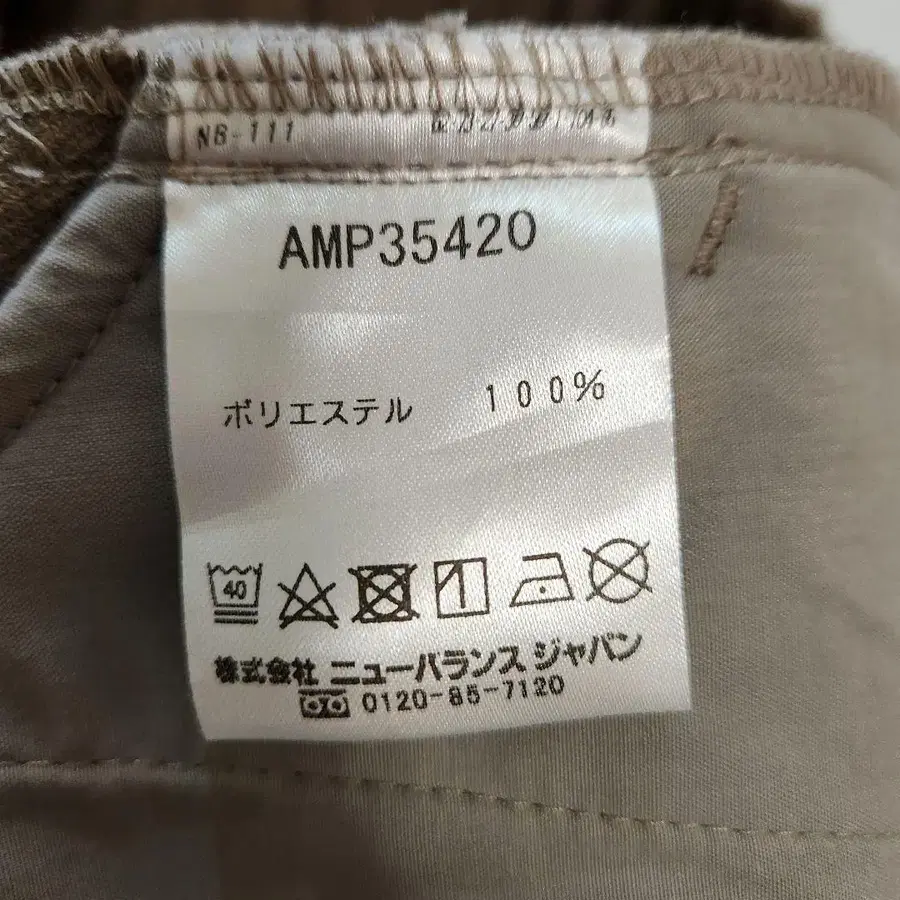 NB-111
AMP35420
ポリエステル 100%
40
株式会社 ニューバランス ジャパン
0120-85-7120